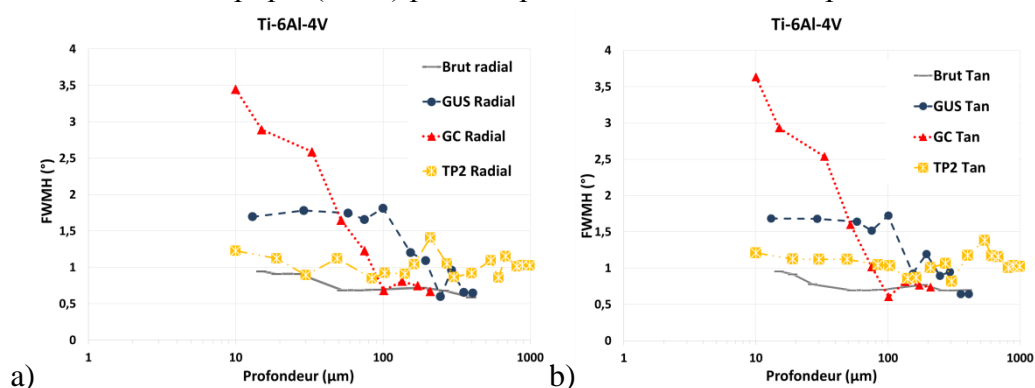 Ti-6Al-4V
4
3,5
3
2,5
2
1,5
1
0,5
0
FWMH (°)
Brut radial
GUS Radial
GC Radial
TP2 Radial
1
10
100
1000
Profondeur (µm)
a)
Ti-6Al-4V
4
3,5
3
2,5
2
1,5
1
0,5
0
FWMH (°)
Brut Tan
GUS Tan
GC Tan
TP2 Tan
1
10
100
1000
Profondeur (µm)
b)